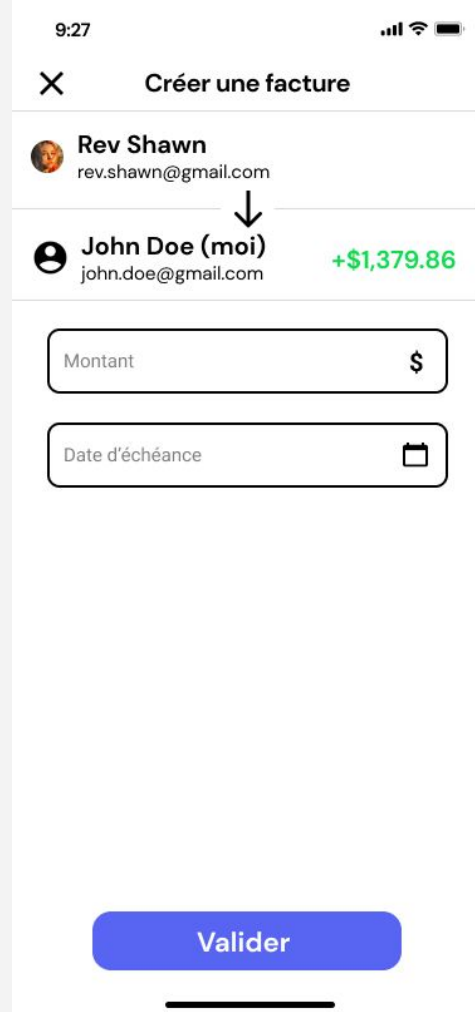 9:27
Créer une facture
Rev Shawn
rev.shawn@gmail.com
John Doe (moi)
john.doe@gmail.com
+$1,379.86
Montant
$
Date d'échéance
Valider